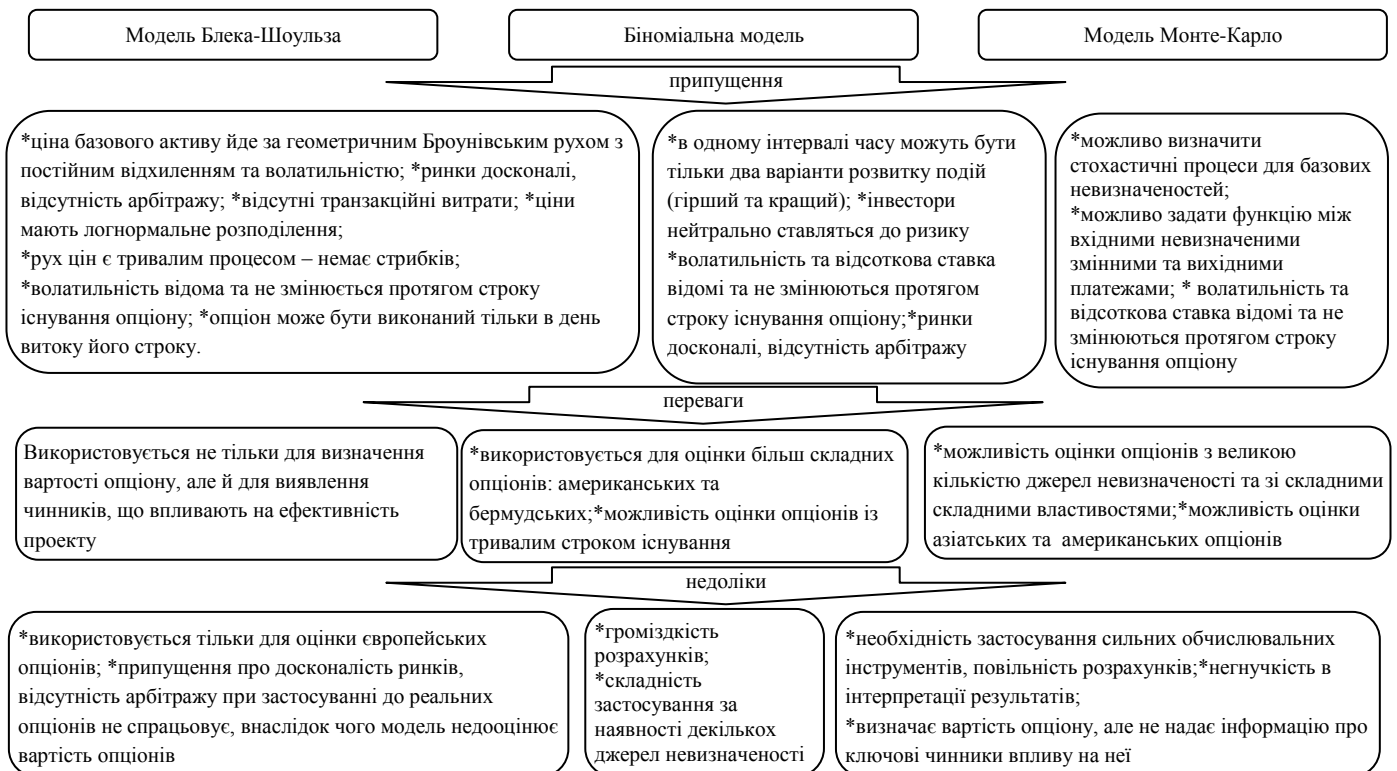 Модель Блека-Шоульза
Біноміальна модель
Модель Монте-Карло
припущення
*ціна базового активу йде за геометричним Броунівським рухом з
постійним відхиленням та волатильністю; *ринки досконалі,
відсутність арбітражу; *відсутні транзакційні витрати; *ціни
мають логнормальне розподілення;
*рух цін є тривалим процесом – немає стрибків;
*волатильність відома та не змінюється протягом строку
існування опціону; *опціон може бути виконаний тільки в день
витоку його строку.
*в одному інтервалі часу можуть бути
тільки два варіанти розвитку подій
(гірший та кращий); *інвестори
нейтрально ставляться до ризику
*волатильність та відсоткова ставка
відомі та не змінюються протягом
строку існування опціону;*ринки
досконалі, відсутність арбітражу
*можливо визначити
стохастичні процеси для базових
невизначеностей;
*можливо задати функцію між
вхідними невизначеними
змінними та вихідними
платежами; * волатильність та
відсоткова ставка відомі та не
змінюються протягом строку
існування опціону
переваги
Використовується не тільки для визначення
вартості опціону, але й для виявлення
чинників, що впливають на ефективність
проекту
*використовується для оцінки більш складних
опціонів: американських та
бермудських;*можливість оцінки опціонів із
тривалим строком існування
*можливість оцінки опціонів з великою
кількістю джерел невизначеності та зі складними
складними властивостями;*можливість оцінки
азіатських та американських опціонів
недоліки
*використовується тільки для оцінки європейських
опціонів; *припущення про досконалість ринків,
відсутність арбітражу при застосуванні до реальних
опціонів не спрацьовує, внаслідок чого модель недооцінює
вартість опціонів
*громіздкість
розрахунків;
*складність
застосування за
наявності декількох
джерел невизначеності
*необхідність застосування сильних обчислювальних
інструментів, повільність розрахунків;*негнучкість в
інтерпретації результатів;
*визначає вартість опціону, але не надає інформацію про
ключові чинники впливу на неї